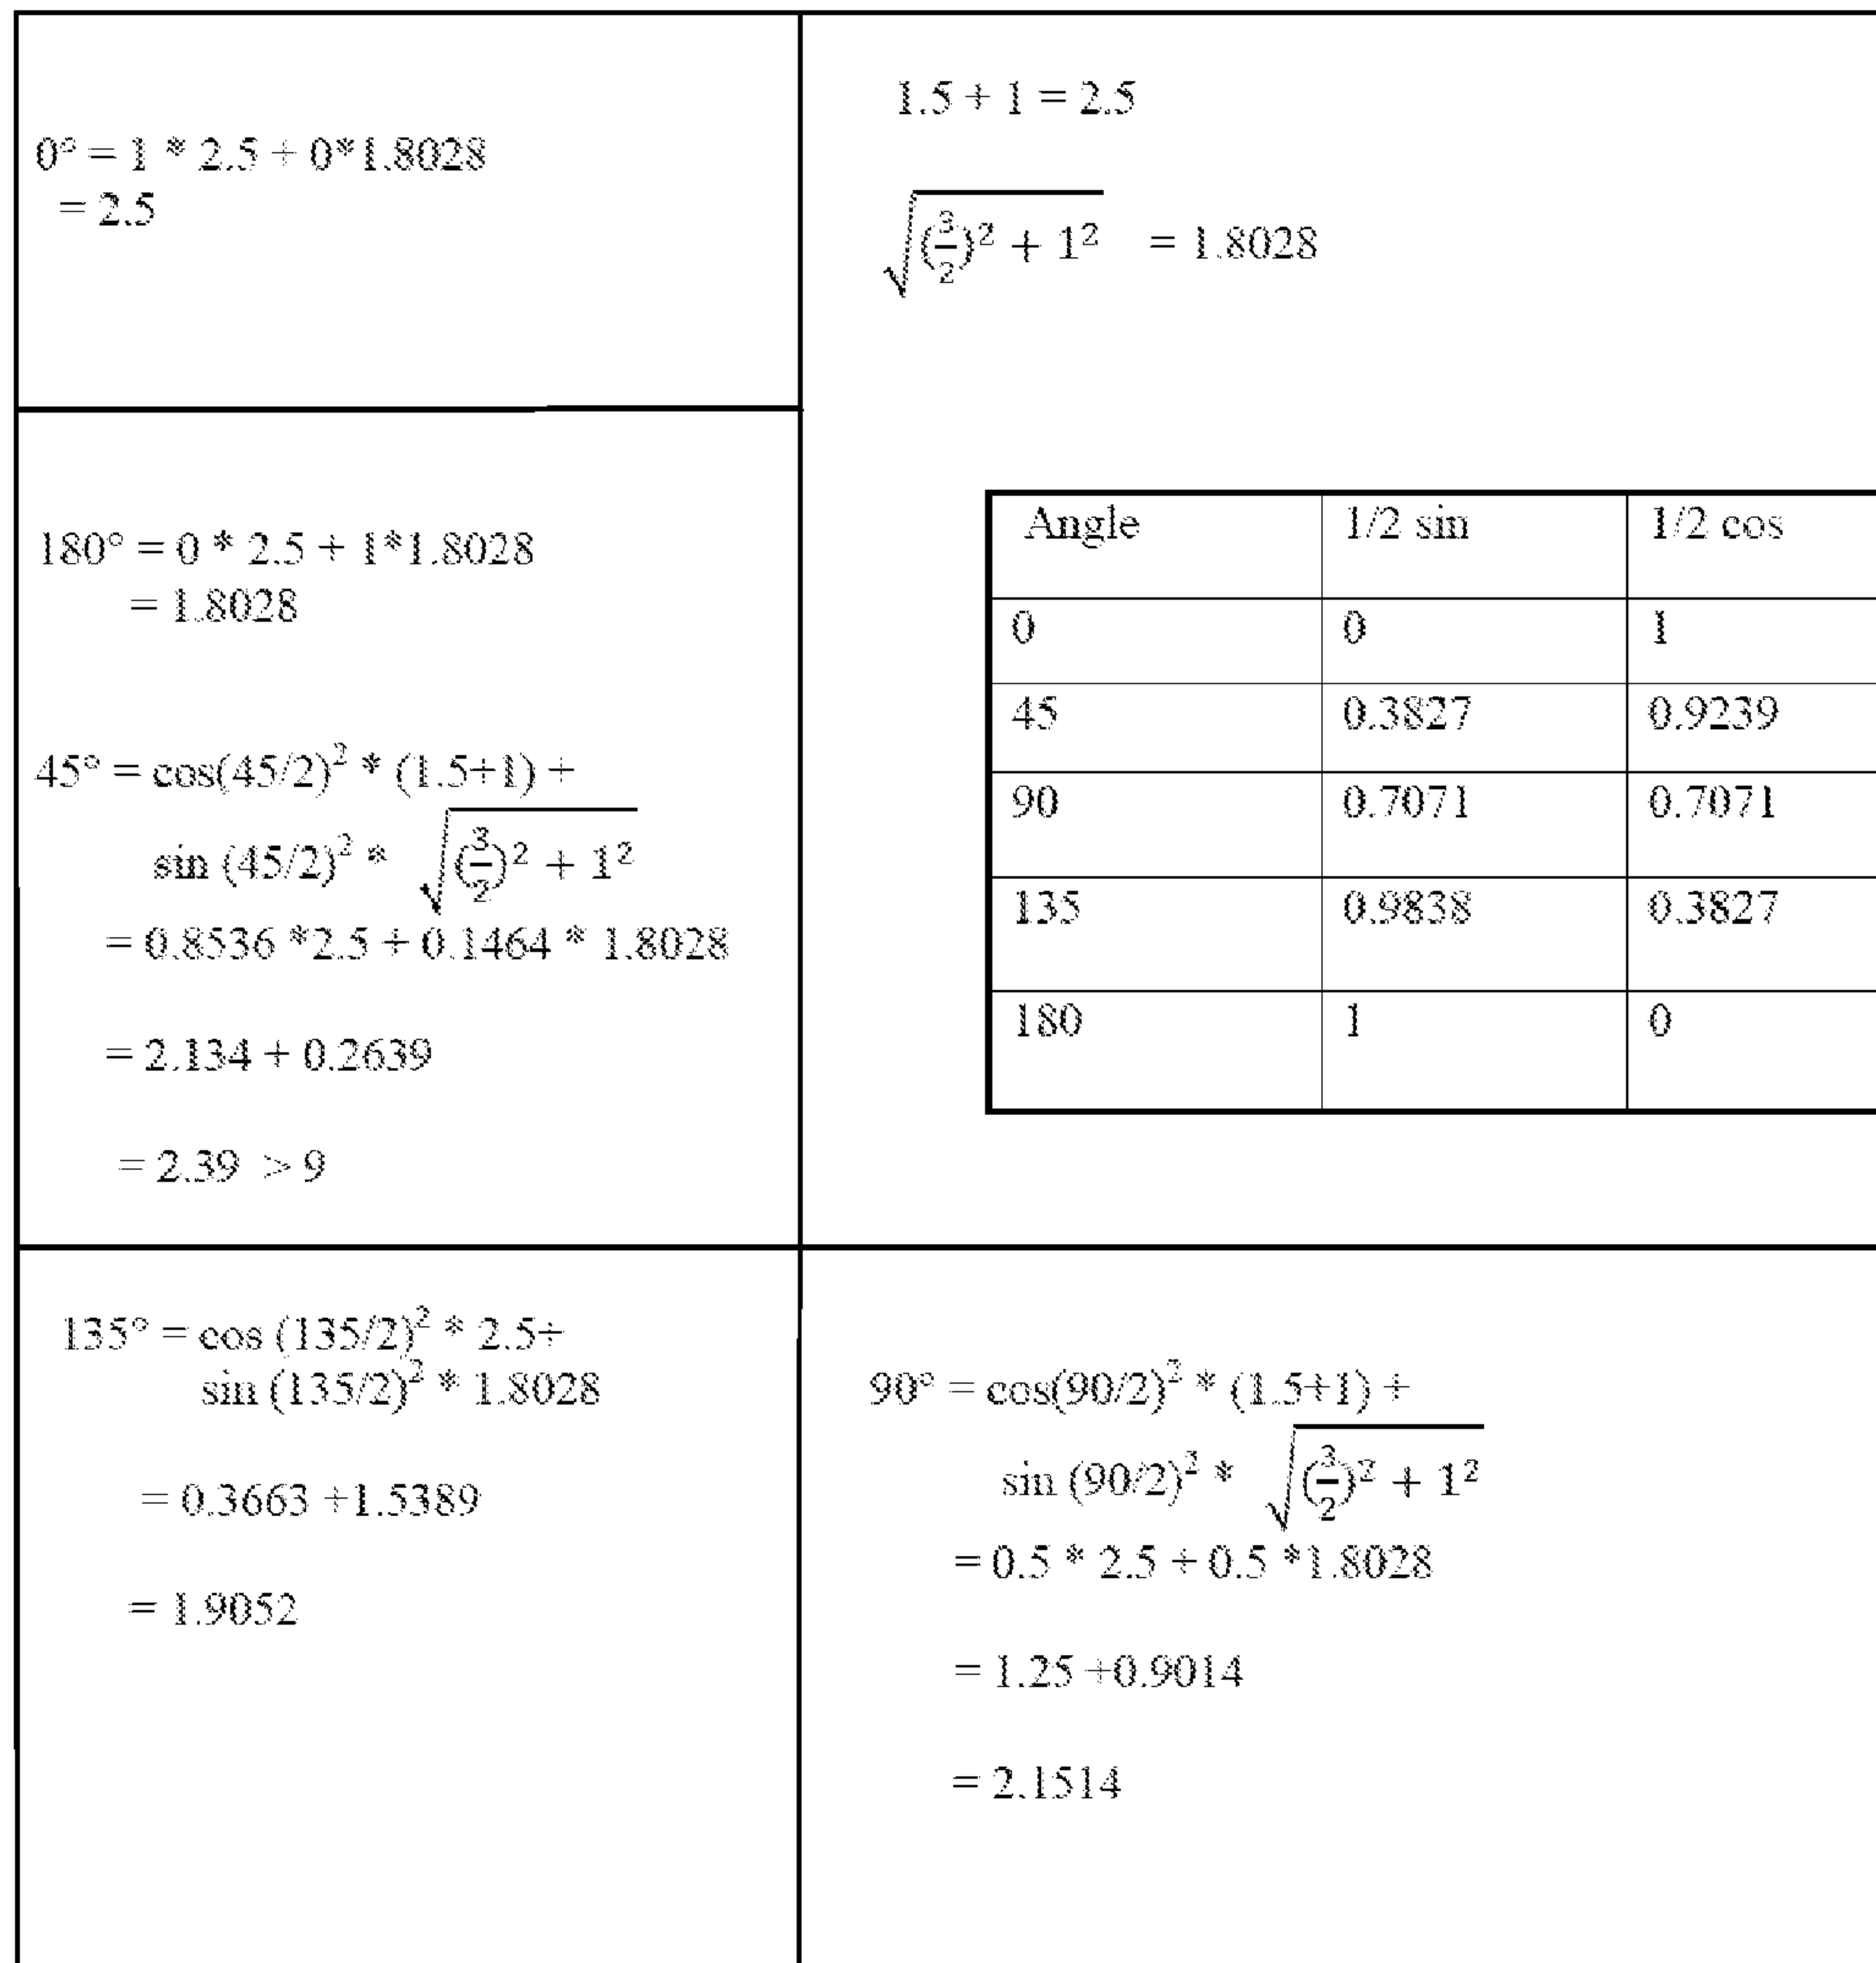 0° = 1 * 2.5 + 0*1.8028
= 2.5
1.5 + 1 = 2.5
√(3/2)² + 1² = 1.8028
180° = 0 * 2.5 + 1*1.8028
= 1.8028
45° = cos(45/2)² * (1.5+1) +
sin (45/2)² * √(3/2)² + 1²
= 0.8536 *2.5 + 0.1464 * 1.8028
= 2.134 + 0.2639
= 2.39 > 9
Angle 1/2 sin 1/2 cos
0 0 1
45 0.3827 0.9239
90 0.7071 0.7071
135 0.9838 0.3827
180 1 0
135° = cos (135/2)² * 2.5+
sin (135/2)² * 1.8028
= 0.3663 +1.5389
= 1.9052
90° = cos(90/2)² * (1.5+1) +
sin (90/2)² * √(3/2)² + 1²
= 0.5 * 2.5 + 0.5 *1.8028
= 1.25 +0.9014
= 2.1514